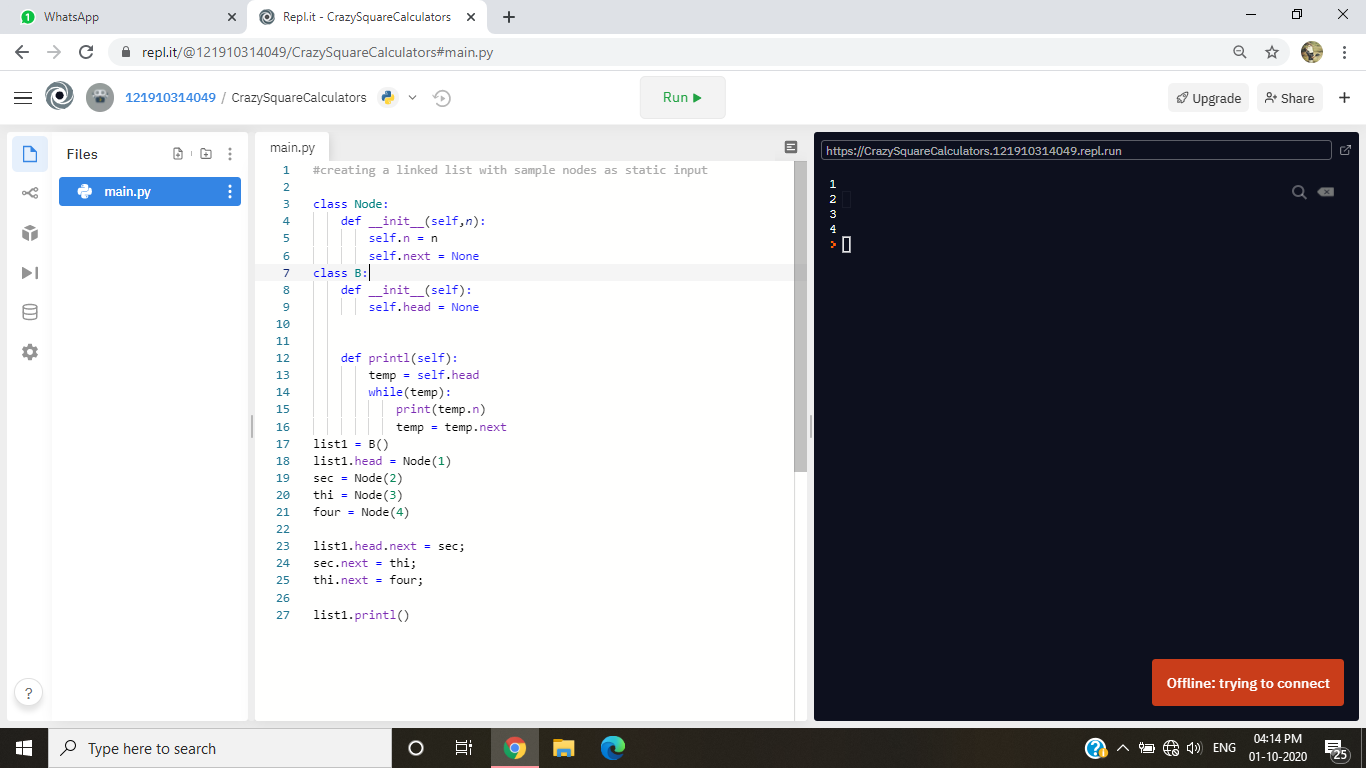 1 WhatsApp
Repl.it - CrazySquareCalculators
repl.it/@121910314049/CrazySquareCalculators#main.py
121910314049 / CrazySquareCalculators
Run
Upgrade
Share
Files
main.py
main.py
1 #creating a linked list with sample nodes as static input
2
3 class Node:
4     def __init__(self,n):
5         self.n = n
6         self.next = None
7 class B:
8     def __init__(self):
9         self.head = None
10
11
12     def printl(self):
13         temp = self.head
14         while(temp):
15             print(temp.n)
16             temp = temp.next
17 list1 = B()
18 list1.head = Node(1)
19 sec = Node(2)
20 thi = Node(3)
21 four = Node(4)
22
23 list1.head.next = sec;
24 sec.next = thi;
25 thi.next = four;
26
27 list1.printl()
https://CrazySquareCalculators.121910314049.repl.run
1
2
3
4
>
Offline: trying to connect
?
Type here to search
ENG
04:14 PM
01-10-2020
25